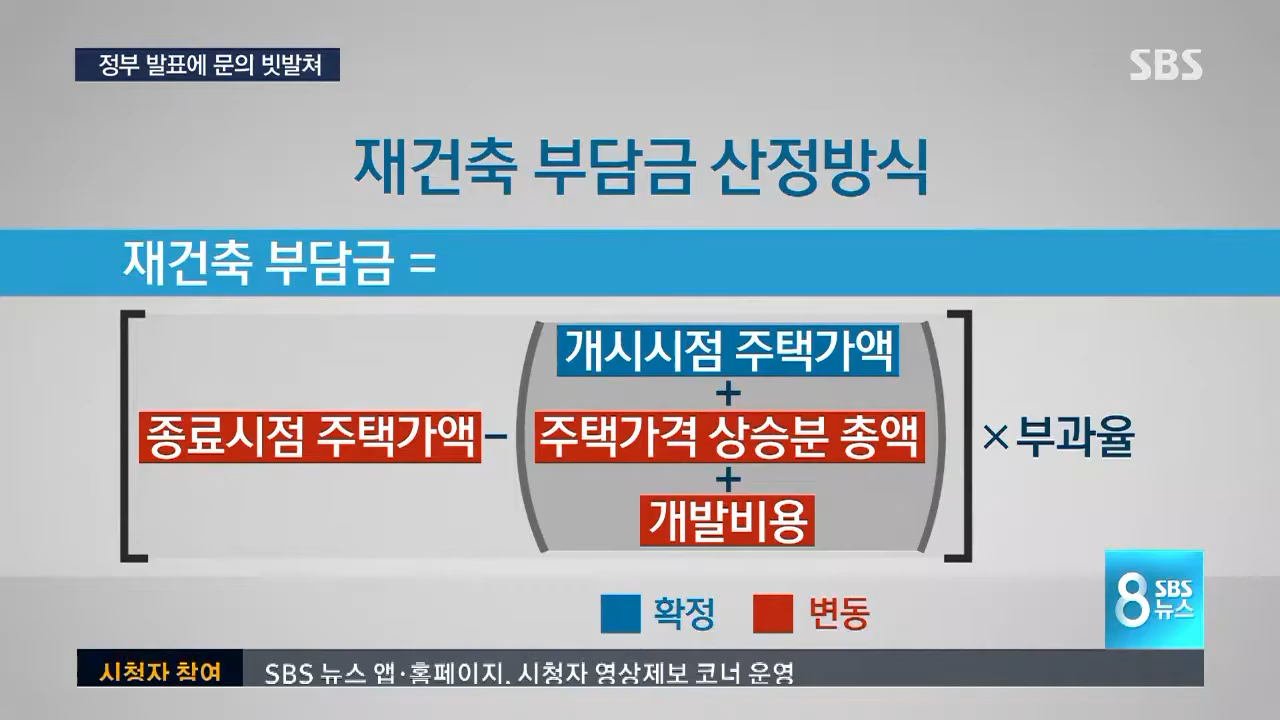 정부 발표에 문의 빗발쳐
SBS
재건축 부담금 산정방식
재건축 부담금 =
개시시점 주택가액
+
종료시점 주택가액 - 주택가격 상승분 총액 × 부과율
+
개발비용
확정 변동
8 SBS 뉴스
시청자 참여 SBS 뉴스 앱·홈페이지, 시청자 영상제보 코너 운영